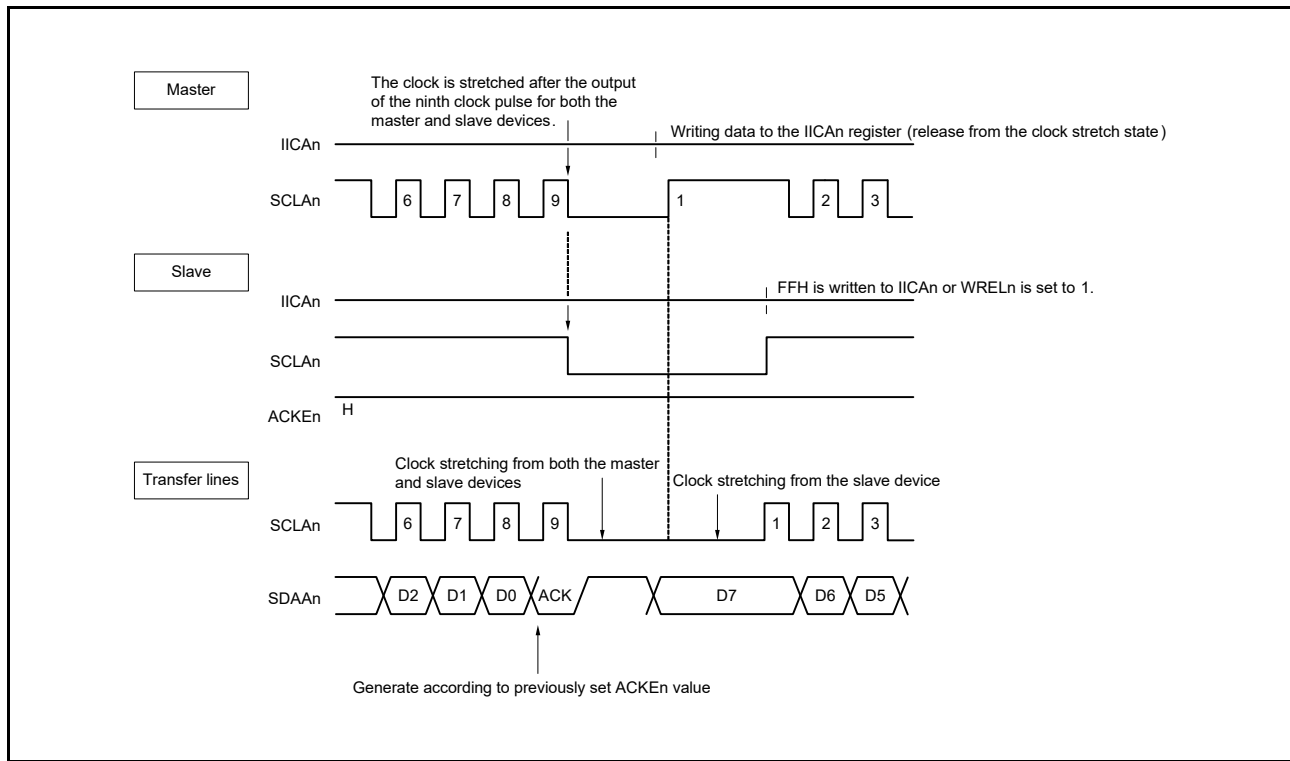 Master
The clock is stretched after the output
of the ninth clock pulse for both the
master and slave devices.
Writing data to the IICAn register (release from the clock stretch state)
IICAn
SCLAn
6 7 8 9 1 2 3
Slave
FFH is written to IICAn or WRELn is set to 1.
IICAn
SCLAn
H
ACKEn
Transfer lines
Clock stretching from both the master
and slave devices
Clock stretching from the slave device
SCLAn
6 7 8 9 1 2 3
SDAAn
D2 D1 D0 ACK D7 D6 D5
Generate according to previously set ACKEn value